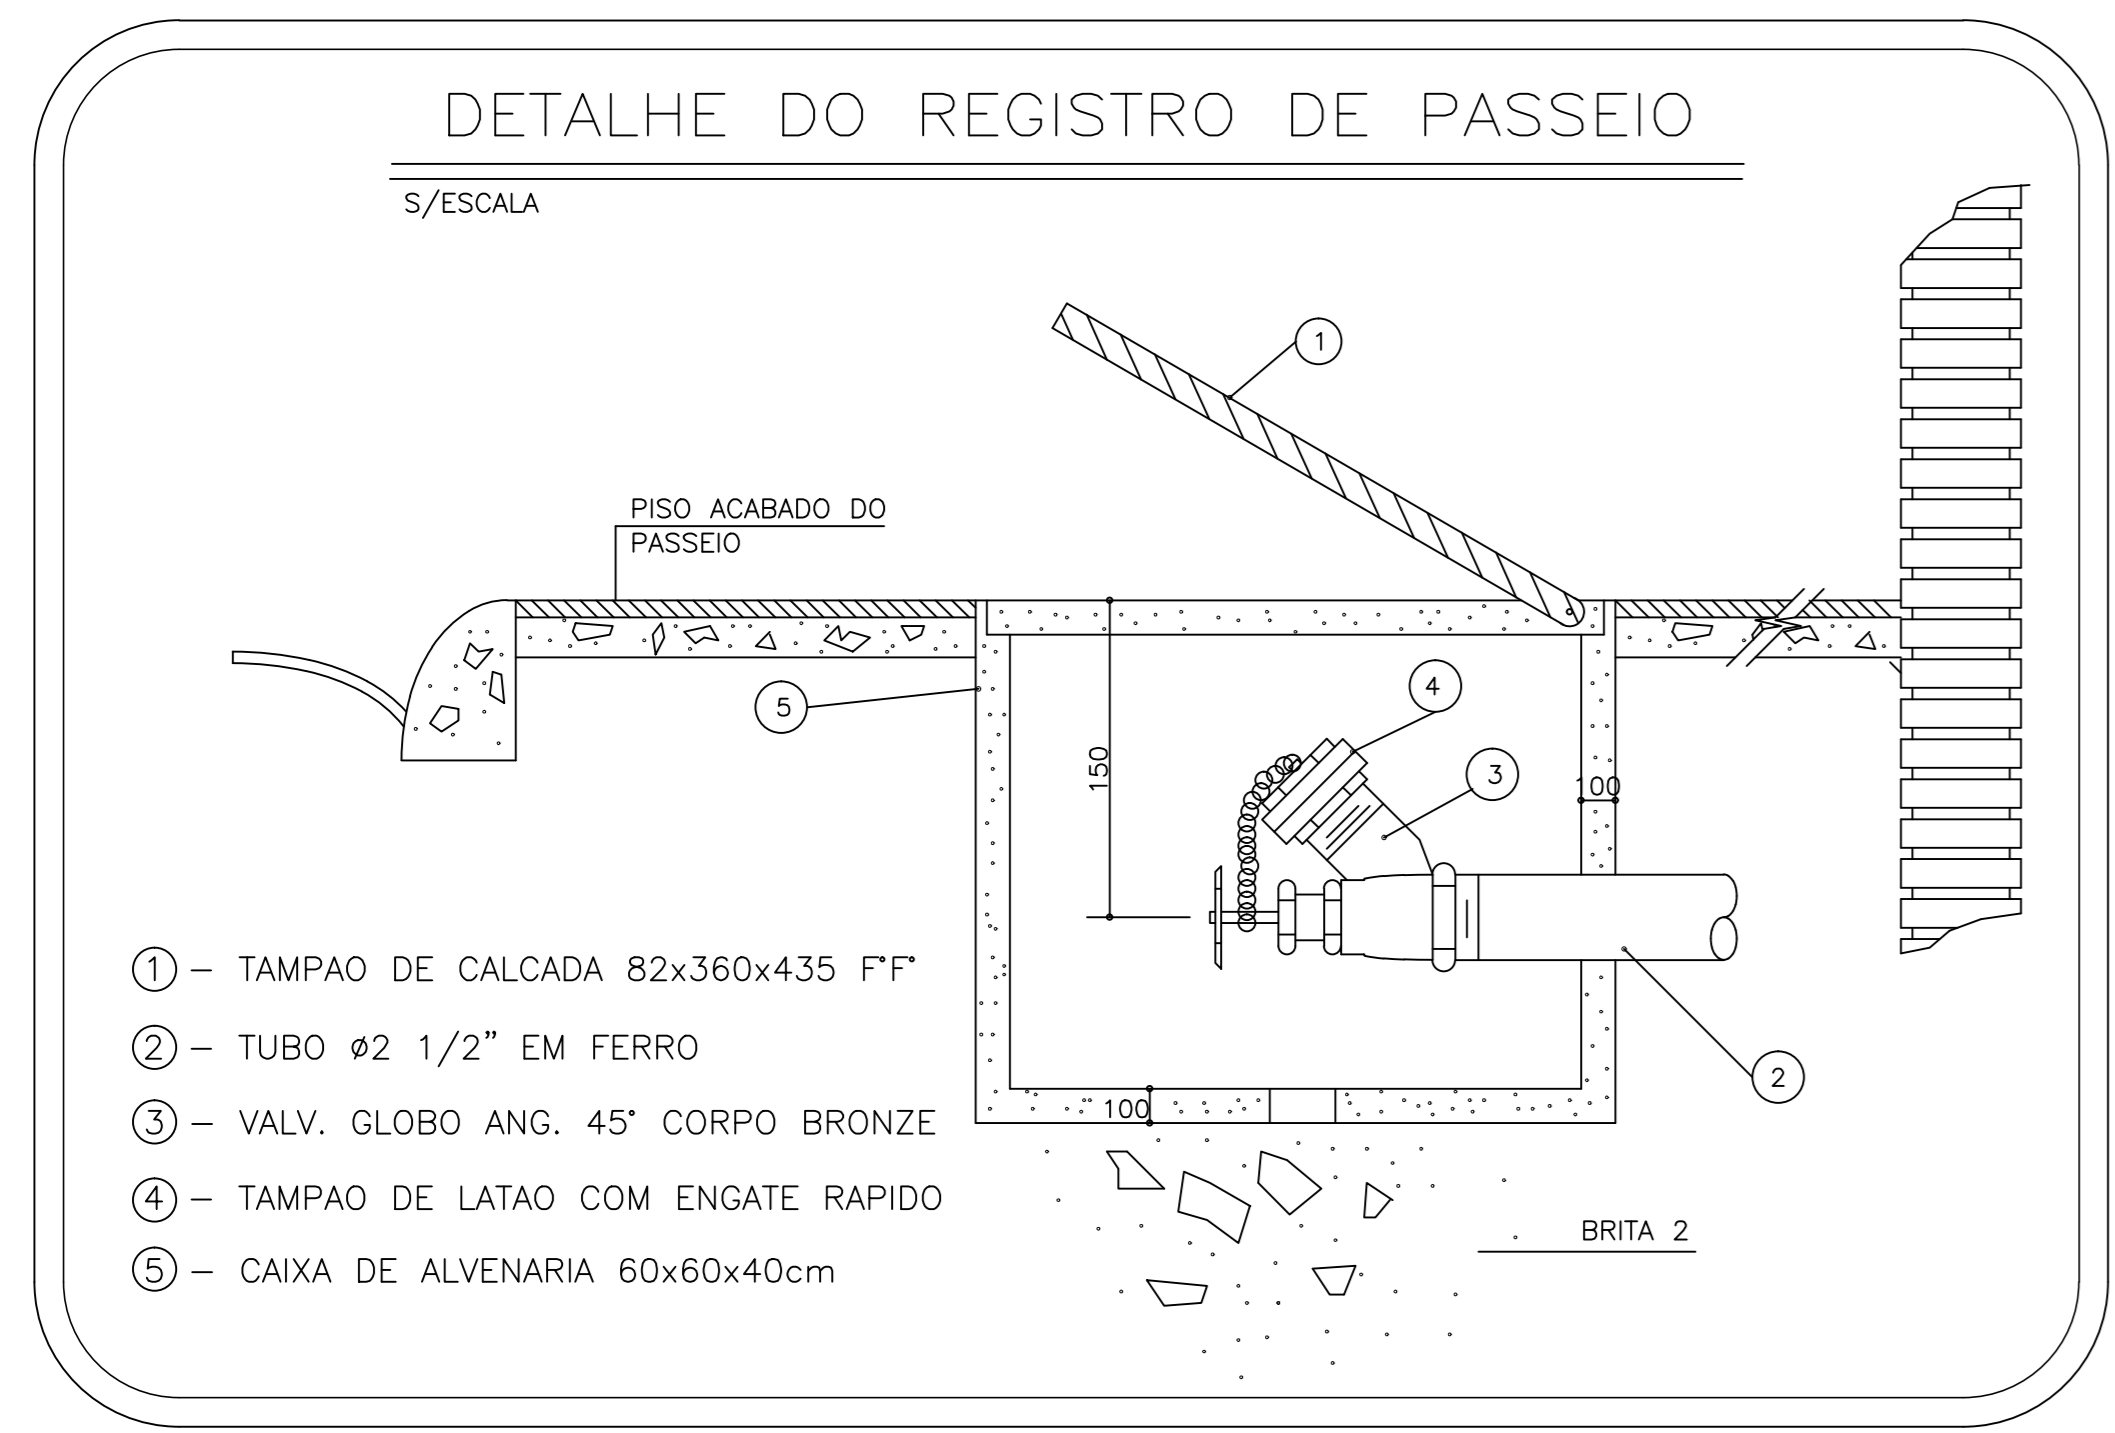 DETALHE DO REGISTRO DE PASSEIO
S/ESCALA
1
PISO ACABADO DO
PASSEIO
4
5
3
150
100
1 – TAMPAO DE CALCADA 82x360x435 F°F°
2 – TUBO ø2 1/2” EM FERRO
2
3 – VALV. GLOBO ANG. 45° CORPO BRONZE
100
4 – TAMPAO DE LATAO COM ENGATE RAPIDO
BRITA 2
5 – CAIXA DE ALVENARIA 60x60x40cm